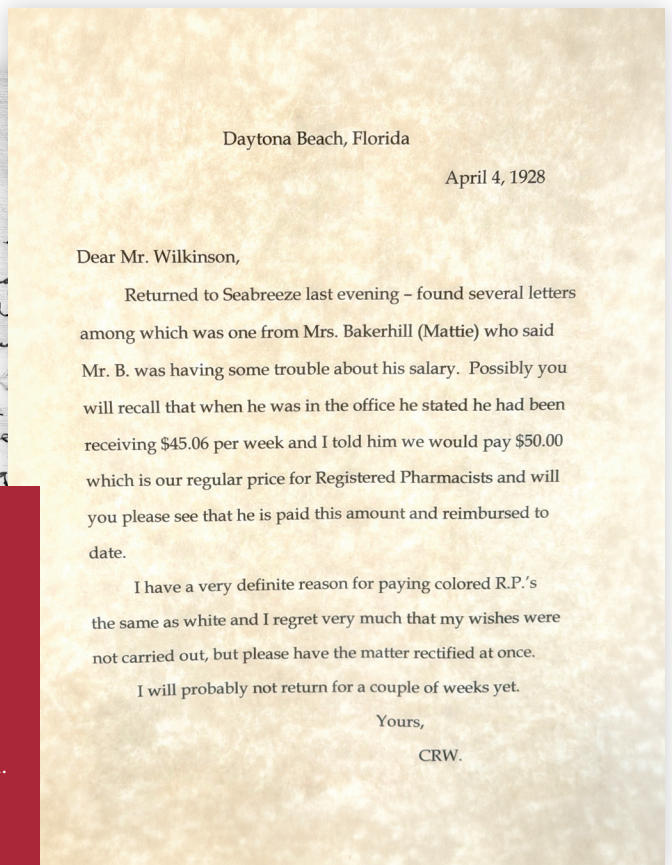 Daytona Beach, Florida
April 4, 1928
Dear Mr. Wilkinson,
Returned to Seabreeze last evening – found several letters
among which was one from Mrs. Bakerhill (Mattie) who said
Mr. B. was having some trouble about his salary.  Possibly you
will recall that when he was in the office he stated he had been
receiving $45.06 per week and I told him we would pay $50.00
which is our regular price for Registered Pharmacists and will
you please see that he is paid this amount and reimbursed to
date.
I have a very definite reason for paying colored R.P.'s
the same as white and I regret very much that my wishes were
not carried out, but please have the matter rectified at once.
I will probably not return for a couple of weeks yet.
Yours,
CRW.